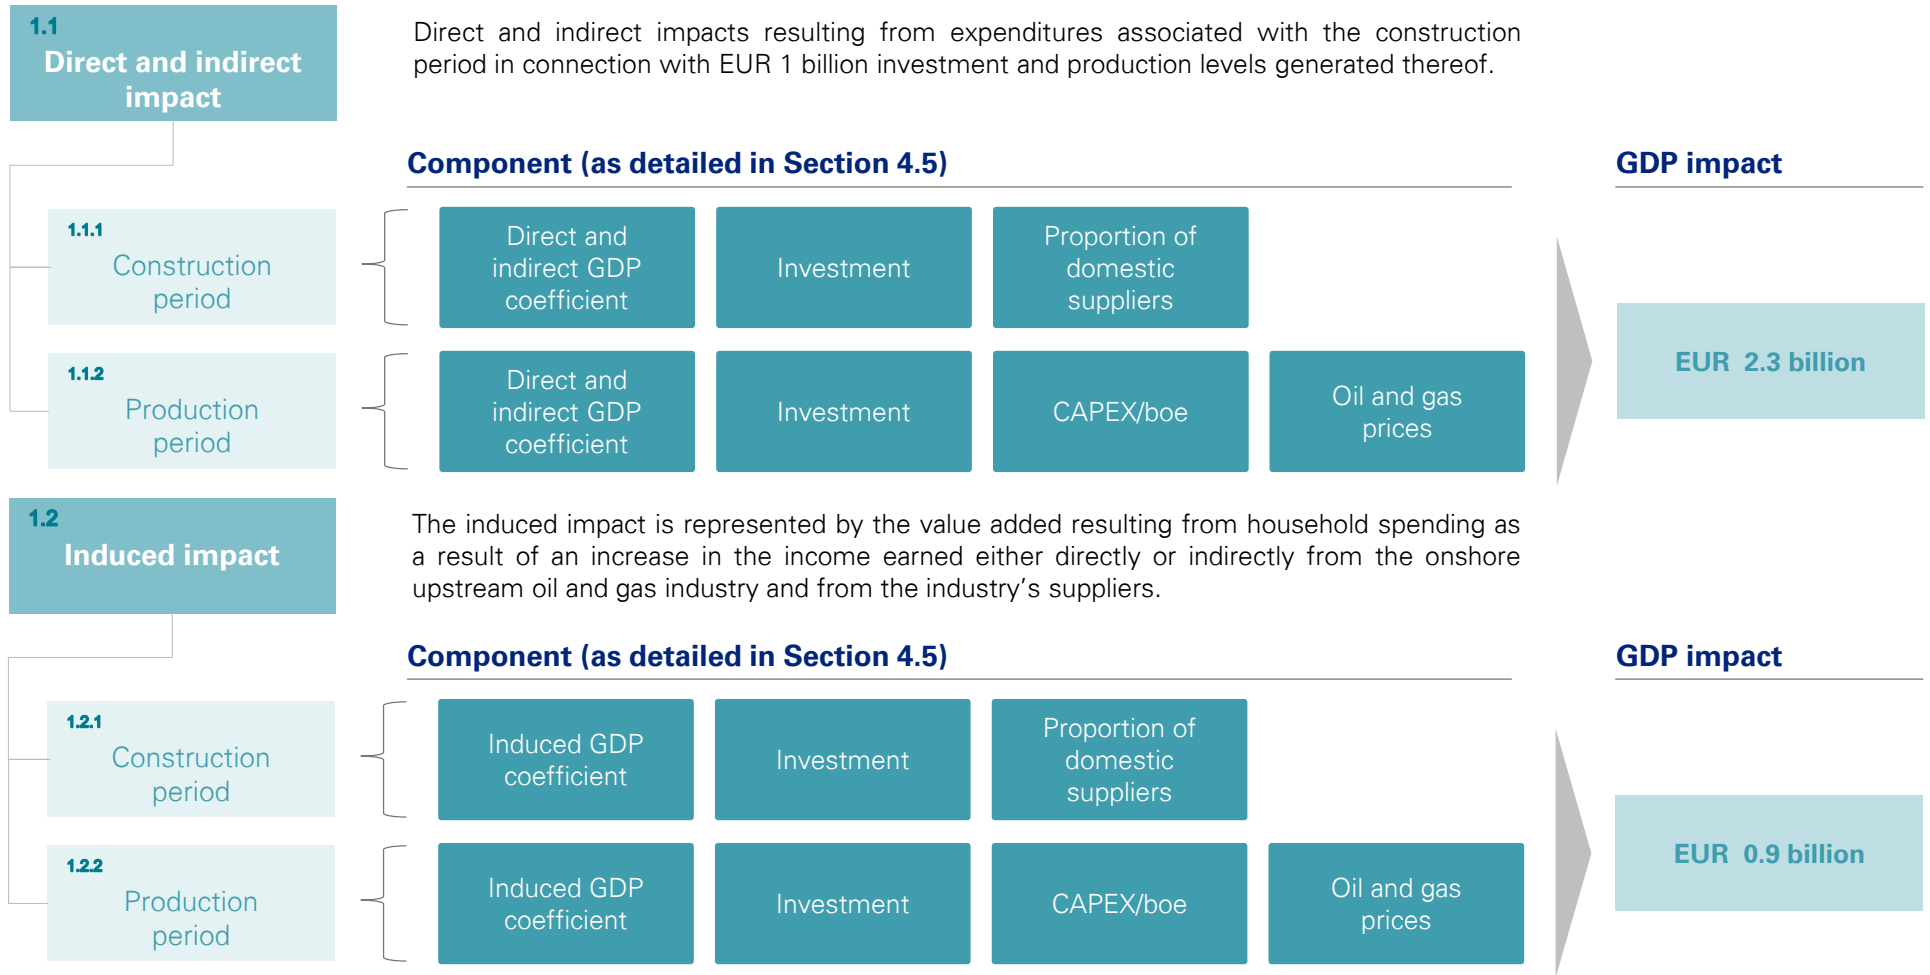 1.1
Direct and indirect
impact
Direct and indirect impacts resulting from expenditures associated with the construction
period in connection with EUR 1 billion investment and production levels generated thereof.
Component (as detailed in Section 4.5)
GDP impact
1.1.1
Construction
period
Direct and
indirect GDP
coefficient
Investment
Proportion of
domestic
suppliers
1.1.2
Production
period
Direct and
indirect GDP
coefficient
Investment
CAPEX/boe
Oil and gas
prices
EUR 2.3 billion
1.2
Induced impact
The induced impact is represented by the value added resulting from household spending as
a result of an increase in the income earned either directly or indirectly from the onshore
upstream oil and gas industry and from the industry’s suppliers.
Component (as detailed in Section 4.5)
GDP impact
1.2.1
Construction
period
Induced GDP
coefficient
Investment
Proportion of
domestic
suppliers
1.2.2
Production
period
Induced GDP
coefficient
Investment
CAPEX/boe
Oil and gas
prices
EUR 0.9 billion